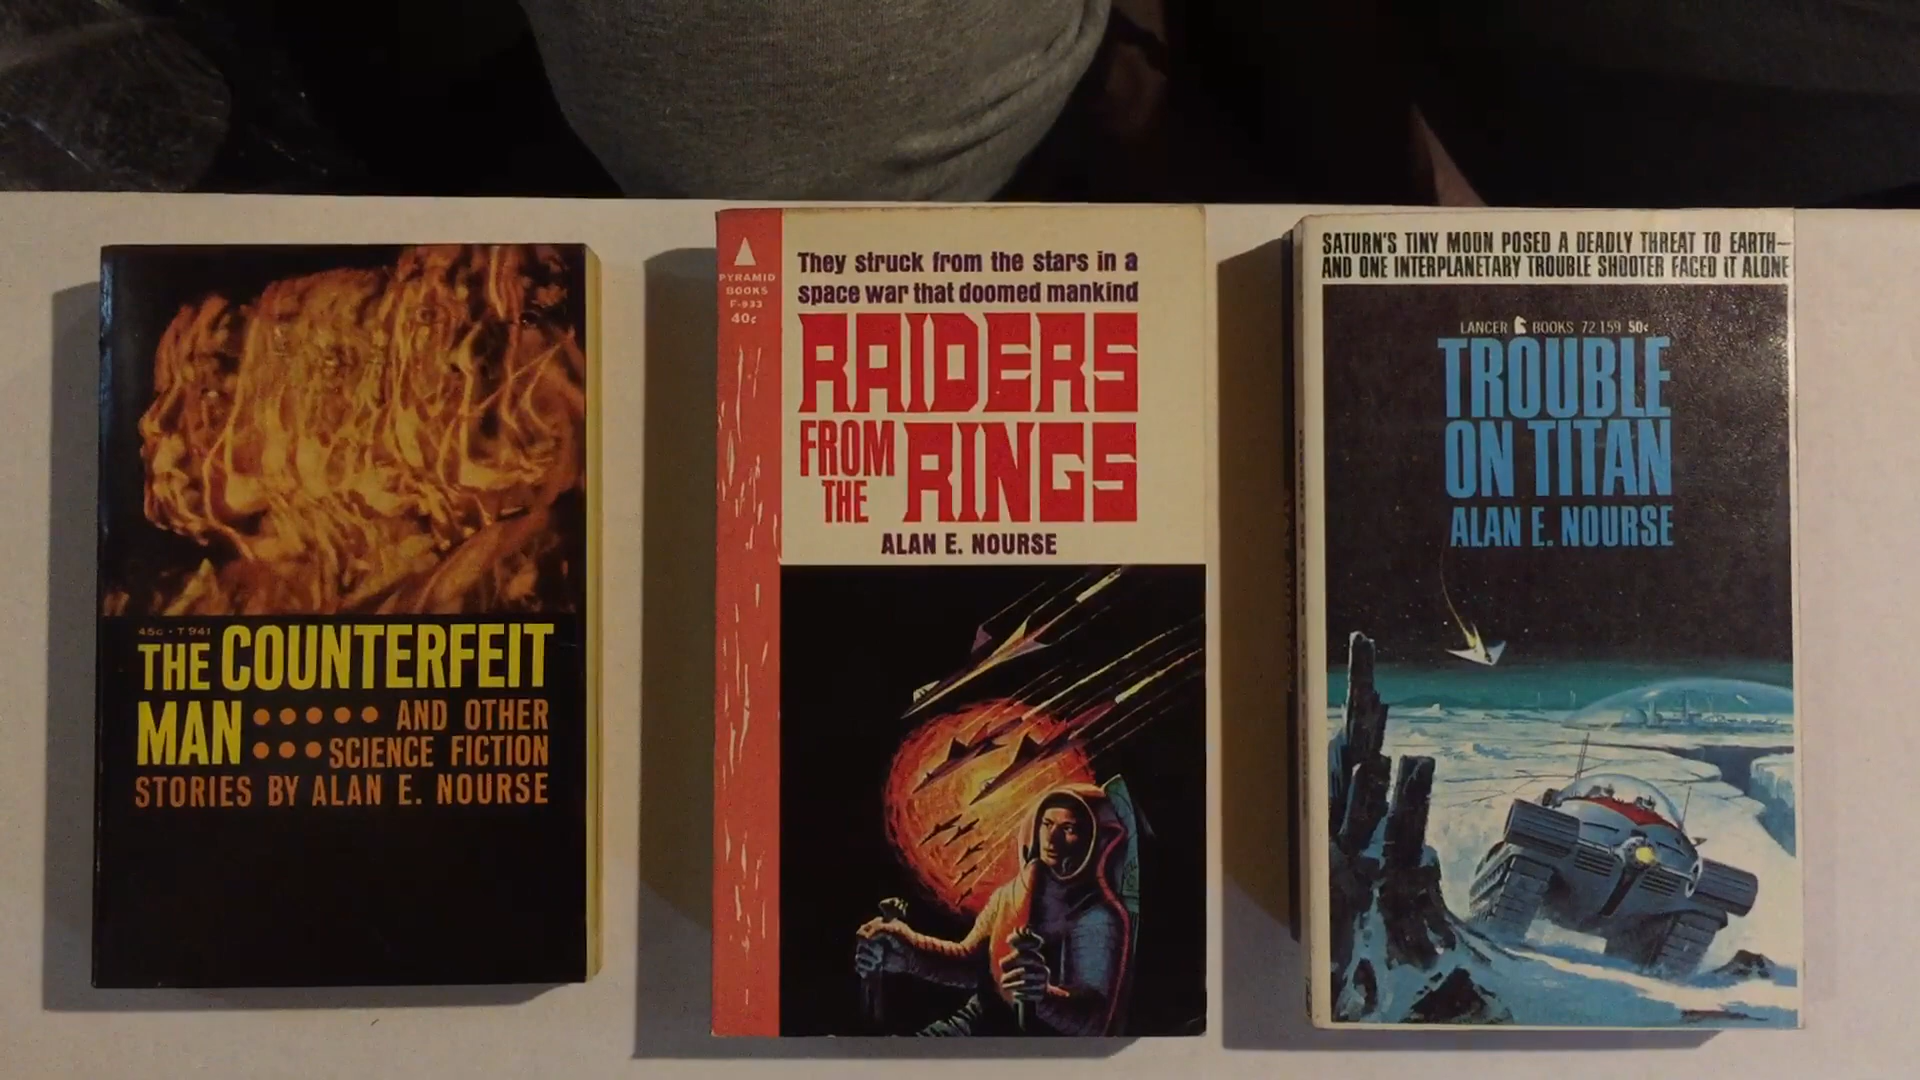 45c • T 941
THE COUNTERFEIT
MAN ••••• AND OTHER
••• SCIENCE FICTION
STORIES BY ALAN E. NOURSE
PYRAMID
BOOKS
F-933
40¢
They struck from the stars in a
space war that doomed mankind
RAIDERS
FROM
THE
RINGS
ALAN E. NOURSE
SATURN'S TINY MOON POSED A DEADLY THREAT TO EARTH—
AND ONE INTERPLANETARY TROUBLE SHOOTER FACED IT ALONE
LANCER BOOKS 72-159 50¢
TROUBLE
ON TITAN
ALAN E. NOURSE